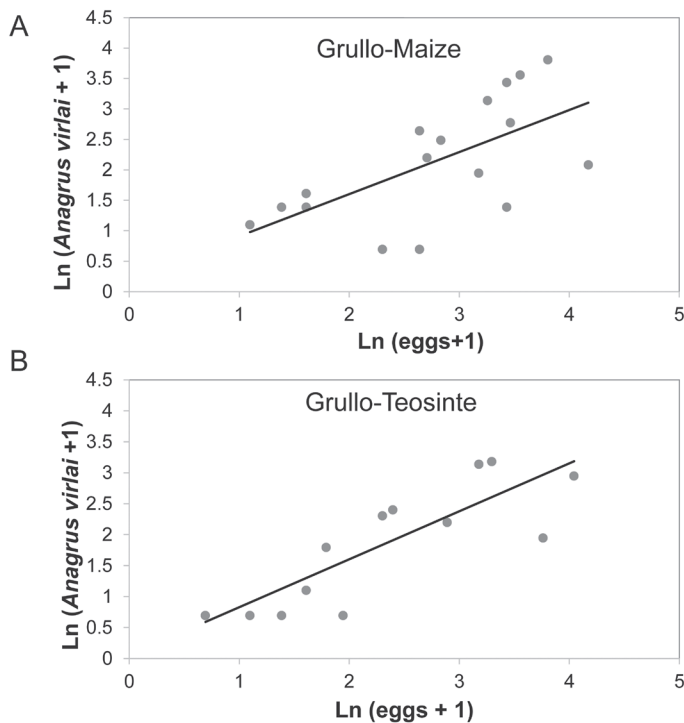 A
Grullo-Maize
Ln (Anagrus virlai + 1)
4.5
4
3.5
3
2.5
2
1.5
1
0.5
0
0 1 2 3 4 5
Ln (eggs+1)
B
Grullo-Teosinte
Ln (Anagrus virlai +1)
4.5
4
3.5
3
2.5
2
1.5
1
0.5
0
0 1 2 3 4 5
Ln (eggs + 1)